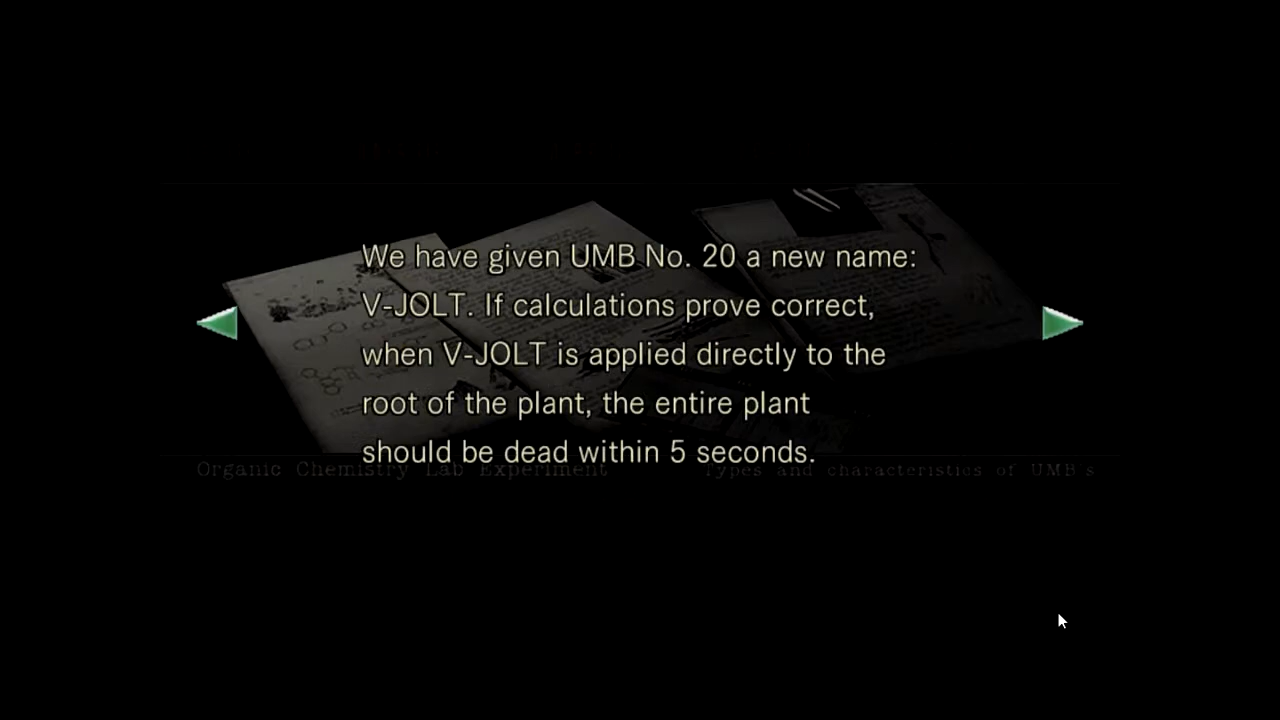 We have given UMB No. 20 a new name:
V-JOLT. If calculations prove correct,
when V-JOLT is applied directly to the
root of the plant, the entire plant
should be dead within 5 seconds.
Organic Chemistry Lab Experiment
Types and characteristics of UMB's